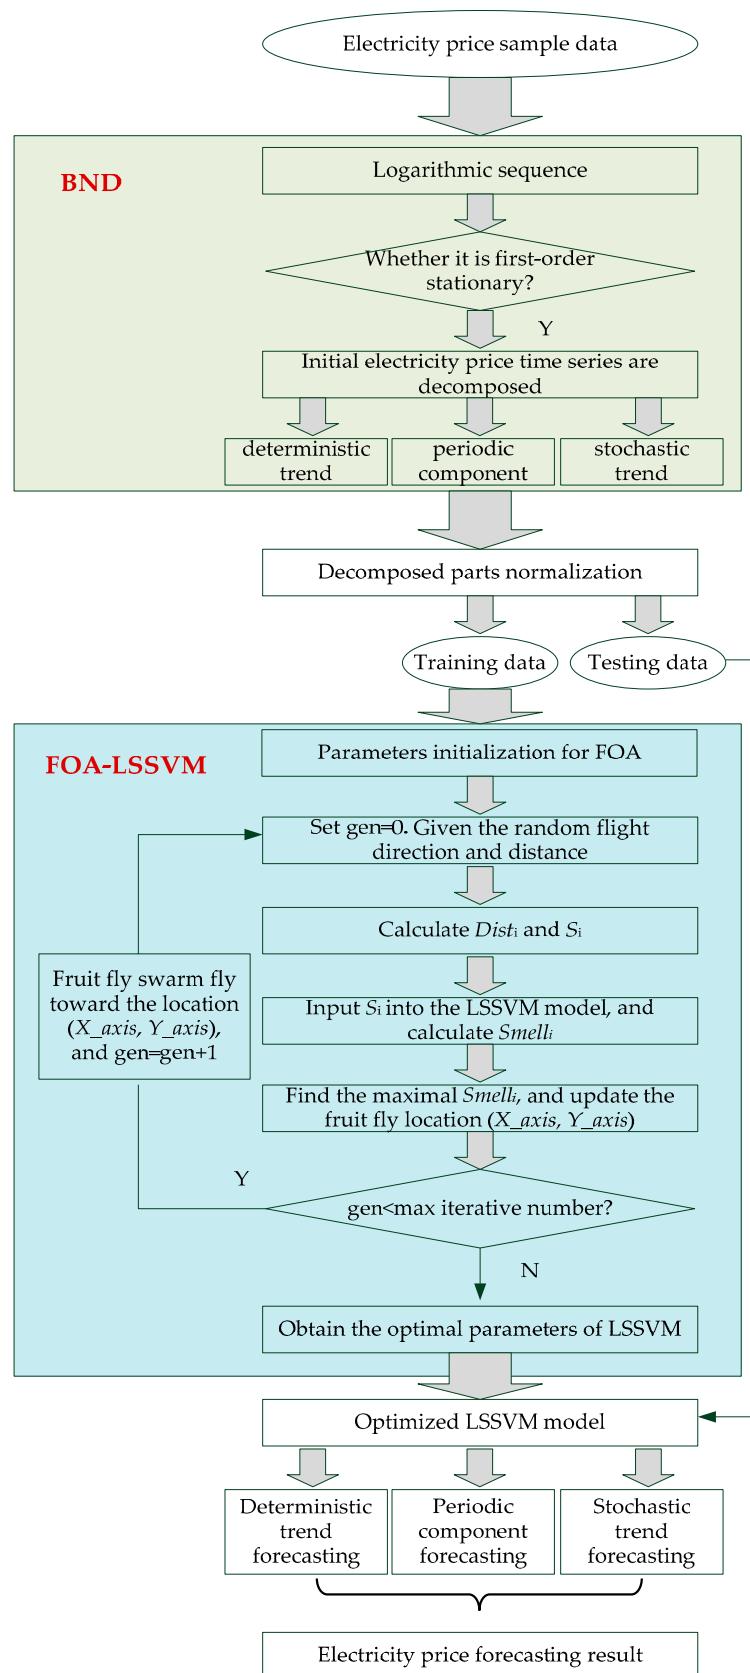 Electricity price sample data
BND
Logarithmic sequence
Whether it is first-order
stationary?
Y
Initial electricity price time series are
decomposed
deterministic
trend
periodic
component
stochastic
trend
Decomposed parts normalization
Training data
Testing data
FOA-LSSVM
Parameters initialization for FOA
Set gen=0. Given the random flight
direction and distance
Calculate Disti and Si
Fruit fly swarm fly
toward the location
(X_axis, Y_axis),
and gen=gen+1
Input Si into the LSSVM model, and
calculate Smelli
Find the maximal Smelli, and update the
fruit fly location (X_axis, Y_axis)
Y
gen<max iterative number?
N
Obtain the optimal parameters of LSSVM
Optimized LSSVM model
Deterministic
trend
forecasting
Periodic
component
forecasting
Stochastic
trend
forecasting
Electricity price forecasting result